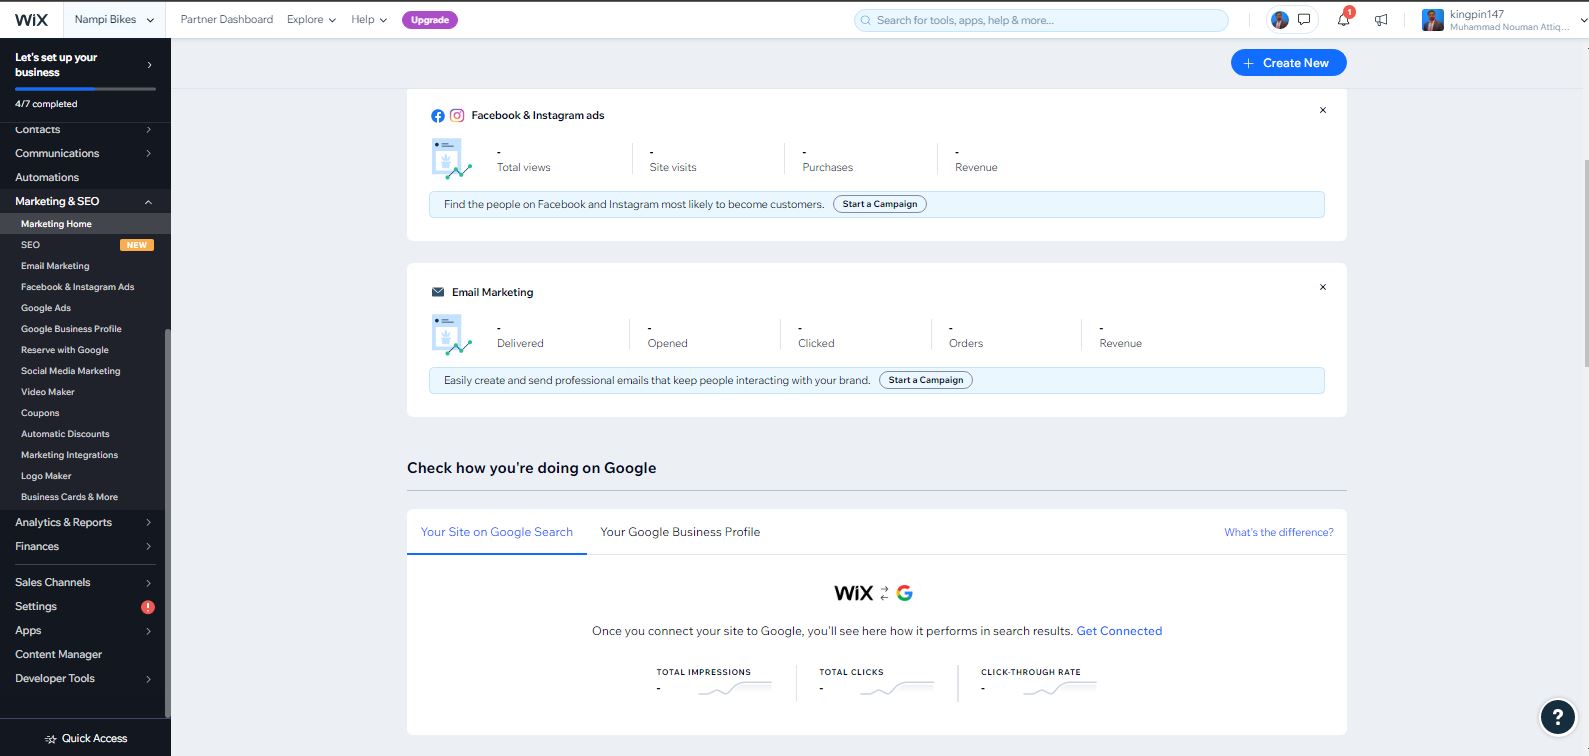 WiX
Nampi Bikes
Partner Dashboard
Explore
Help
Upgrade
Search for tools, apps, help & more...
1
kingpin147
Muhammad Nouman Attiq...
Let's set up your
business
4/7 completed
Contacts
Communications
Automations
Marketing & SEO
Marketing Home
SEO
NEW
Email Marketing
Facebook & Instagram Ads
Google Ads
Google Business Profile
Reserve with Google
Social Media Marketing
Video Maker
Coupons
Automatic Discounts
Marketing Integrations
Logo Maker
Business Cards & More
Analytics & Reports
Finances
Sales Channels
Settings
!
Apps
Content Manager
Developer Tools
Quick Access
+ Create New
Facebook & Instagram ads
- - - -
Total views Site visits Purchases Revenue
Find the people on Facebook and Instagram most likely to become customers. Start a Campaign
Email Marketing
- - - - -
Delivered Opened Clicked Orders Revenue
Easily create and send professional emails that keep people interacting with your brand. Start a Campaign
Check how you're doing on Google
Your Site on Google Search Your Google Business Profile What's the difference?
WiX G
Once you connect your site to Google, you'll see here how it performs in search results. Get Connected
TOTAL IMPRESSIONS TOTAL CLICKS CLICK-THROUGH RATE
- - -
?